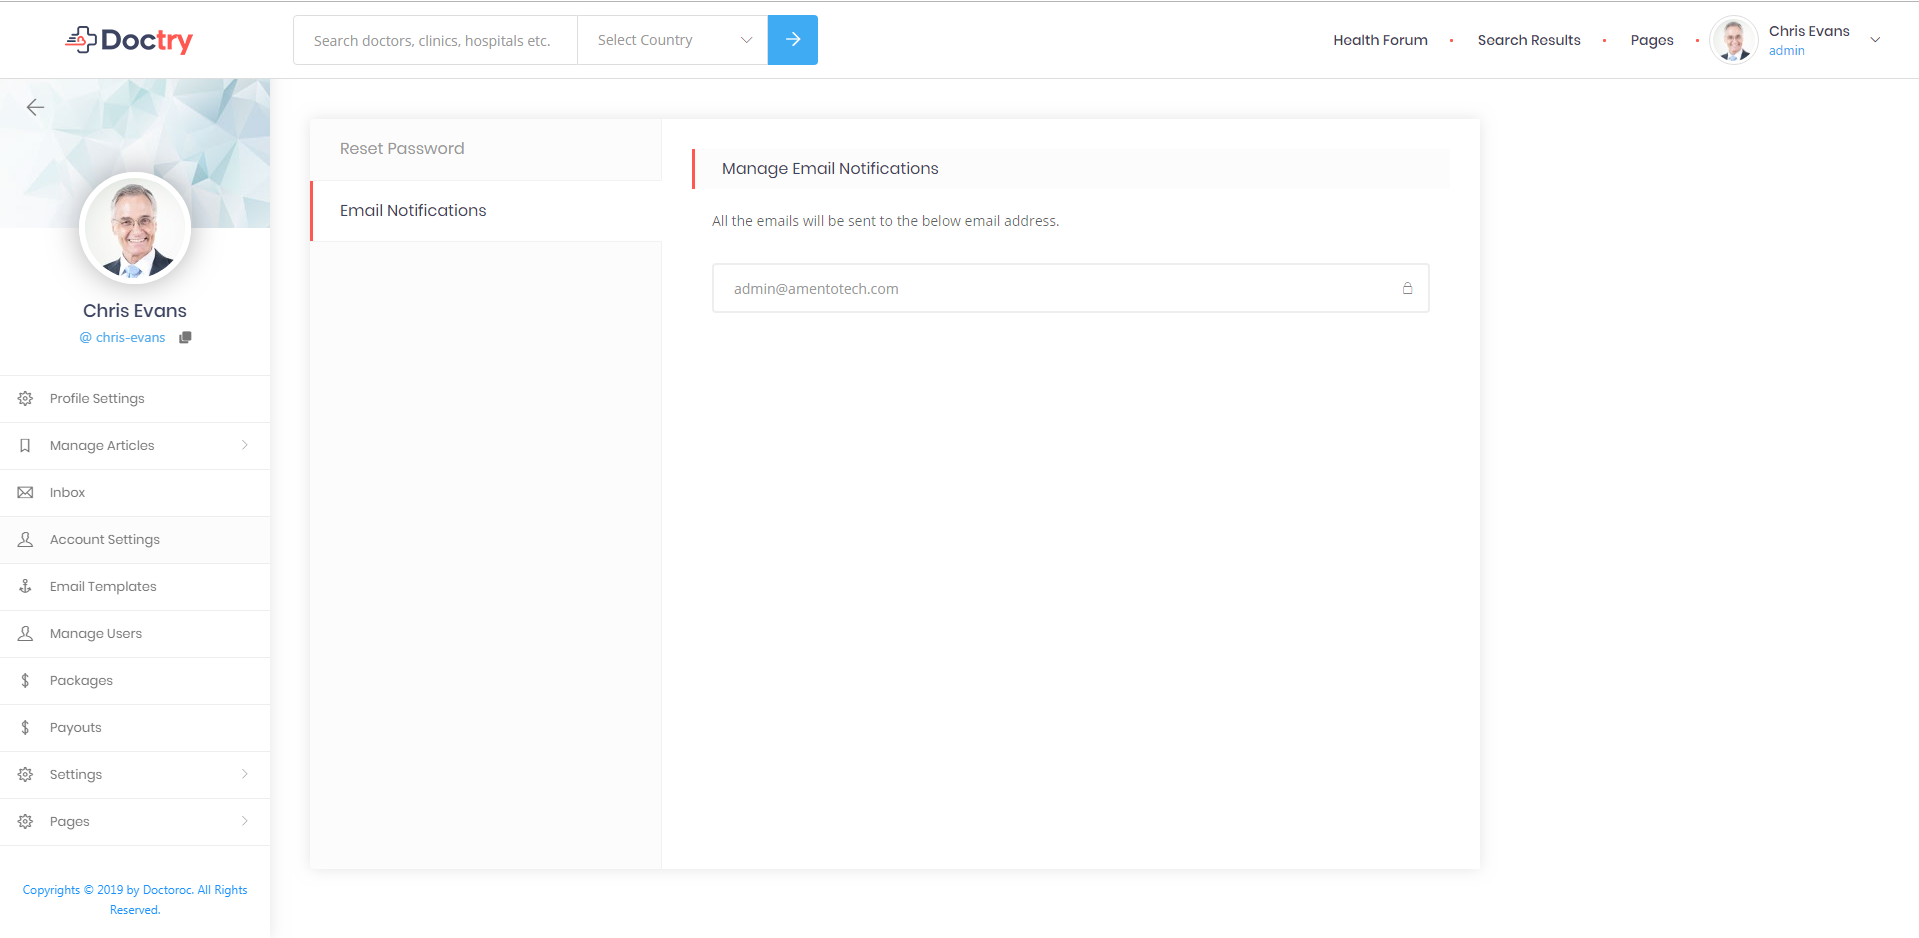 Doctry
Search doctors, clinics, hospitals etc.
Select Country
Health Forum
Search Results
Pages
Chris Evans
admin
Chris Evans
@ chris-evans
Profile Settings
Manage Articles
Inbox
Account Settings
Email Templates
Manage Users
Packages
Payouts
Settings
Pages
Copyrights © 2019 by Doctoroc. All Rights
Reserved.
Reset Password
Email Notifications
Manage Email Notifications
All the emails will be sent to the below email address.
admin@amentotech.com